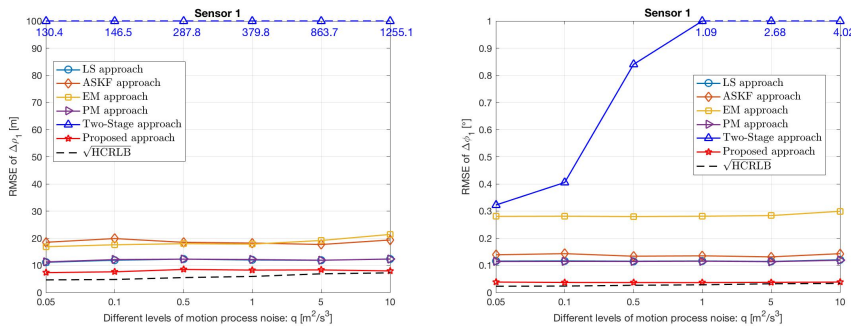 Sensor 1
100
90
80
70
60
50
40
30
20
10
0
RMSE of Δρ₁ [m]
130.4 146.5 287.8 379.8 863.7 1255.1
LS approach
ASKF approach
EM approach
PM approach
Two-Stage approach
Proposed approach
√HCRLB
0.05 0.1 0.5 1 5 10
Different levels of motion process noise: q [m²/s³]
Sensor 1
1
0.9
0.8
0.7
0.6
0.5
0.4
0.3
0.2
0.1
0
RMSE of Δϕ₁ [°]
1.09 2.68 4.02
LS approach
ASKF approach
EM approach
PM approach
Two-Stage approach
Proposed approach
√HCRLB
0.05 0.1 0.5 1 5 10
Different levels of motion process noise: q [m²/s³]